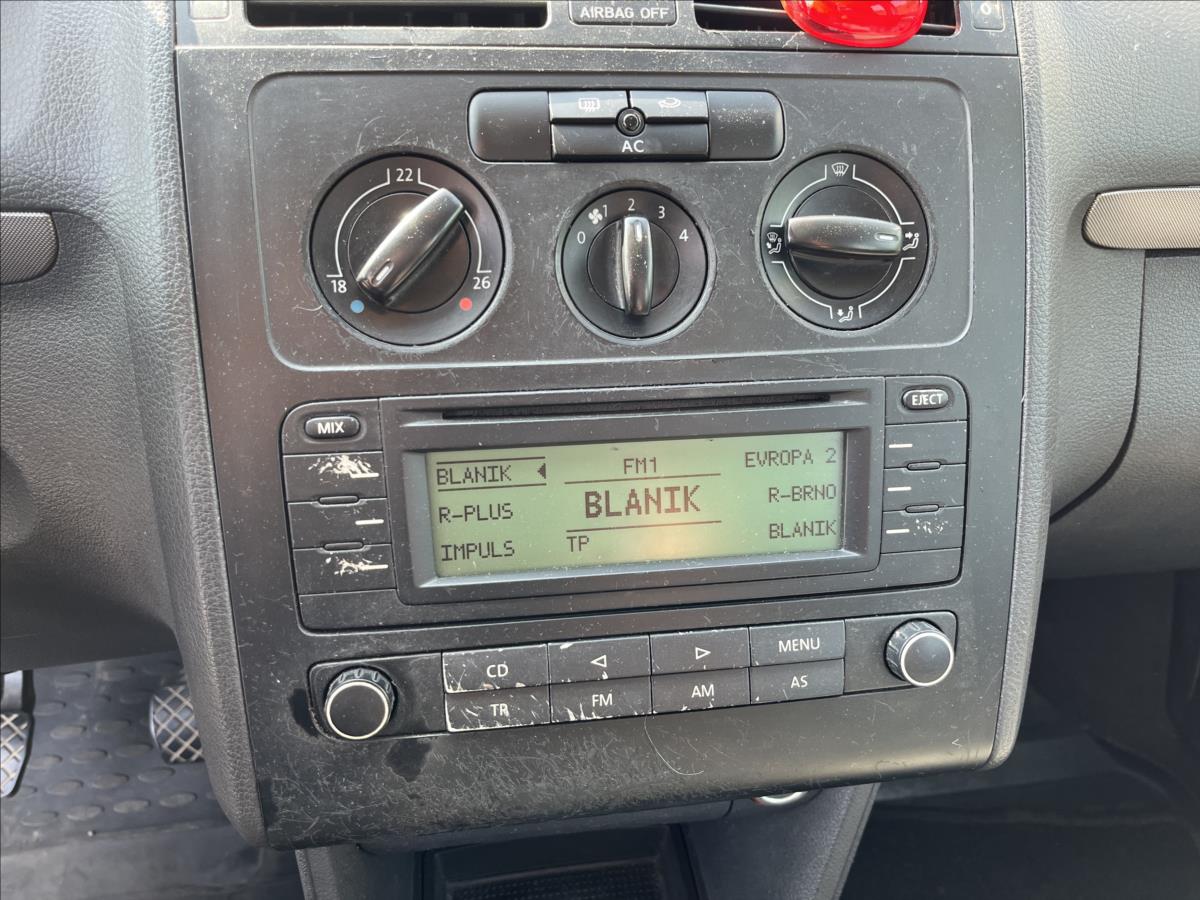 AIRBAG OFF
AC
22
18
26
0 1 2 3 4
MIX
EJECT
BLANIK
FM1
EVROPA 2
R-PLUS
BLANIK
R-BRNO
IMPULS
TP
BLANIK
CD
MENU
TR
FM
AM
AS